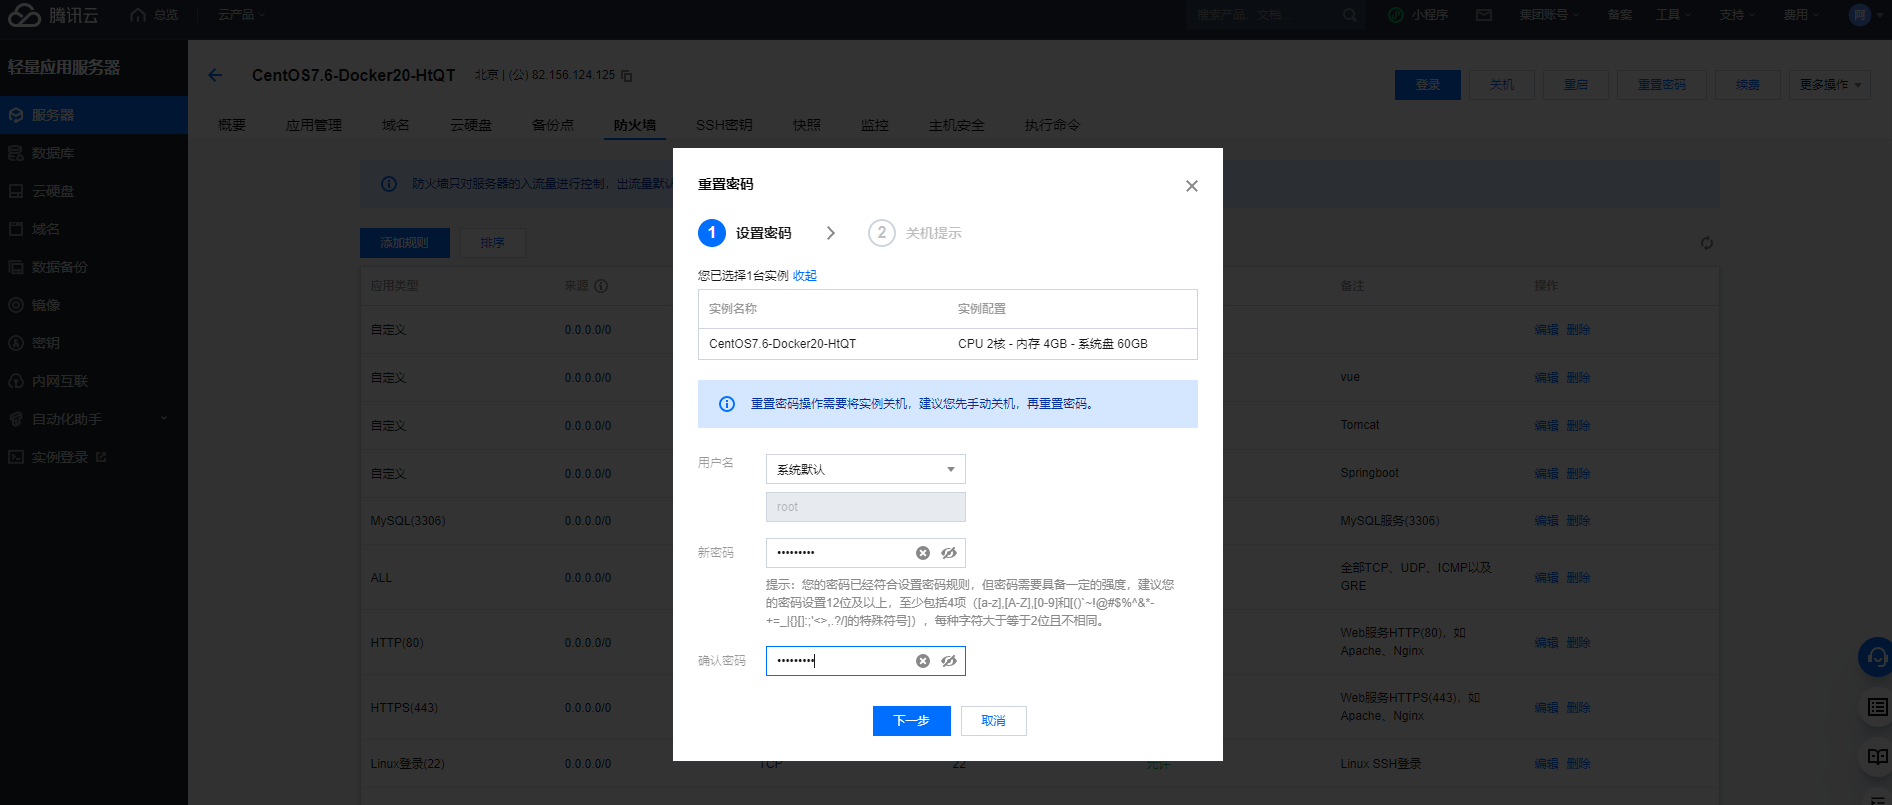 腾讯云 总览 云产品 搜索产品、文档... 小程序 集团账号 备案 工具 支持 费用 阿
轻量应用服务器
服务器
数据库
云硬盘
域名
数据备份
镜像
密钥
内网互联
自动化助手
实例登录
CentOS7.6-Docker20-HtQT 北京 | (公) 82.156.124.125
登录 关机 重启 重置密码 续费 更多操作
概要 应用管理 域名 云硬盘 备份点 防火墙 SSH密钥 快照 监控 主机安全 执行命令
防火墙只对服务器的入流量进行控制，出流量默认
添加规则 排序
应用类型 来源 备注 操作
自定义 0.0.0.0/0 编辑 删除
自定义 0.0.0.0/0 vue 编辑 删除
自定义 0.0.0.0/0 Tomcat 编辑 删除
自定义 0.0.0.0/0 Springboot 编辑 删除
MySQL(3306) 0.0.0.0/0 MySQL服务(3306) 编辑 删除
ALL 0.0.0.0/0 全部TCP、UDP、ICMP以及
GRE 编辑 删除
HTTP(80) 0.0.0.0/0 Web服务HTTP(80)，如
Apache、Nginx 编辑 删除
HTTPS(443) 0.0.0.0/0 Web服务HTTPS(443)，如
Apache、Nginx 编辑 删除
Linux登录(22) 0.0.0.0/0 TCP 22 允许 Linux SSH登录 编辑 删除
重置密码
1 设置密码 2 关机提示
您已选择1台实例 收起
实例名称 实例配置
CentOS7.6-Docker20-HtQT CPU 2核 - 内存 4GB - 系统盘 60GB
重置密码操作需要将实例关机，建议您先手动关机，再重置密码。
用户名 系统默认
root
新密码 •••••••••
提示：您的密码已经符合设置密码规则，但密码需要具备一定的强度，建议您
的密码设置12位及以上，至少包括4项（[a-z],[A-Z],[0-9]和[()`~!@#$%^&*-
+=_|{}[]:;'<>,.?/]的特殊符号]），每种字符大于等于2位且不相同。
确认密码 •••••••••
下一步 取消